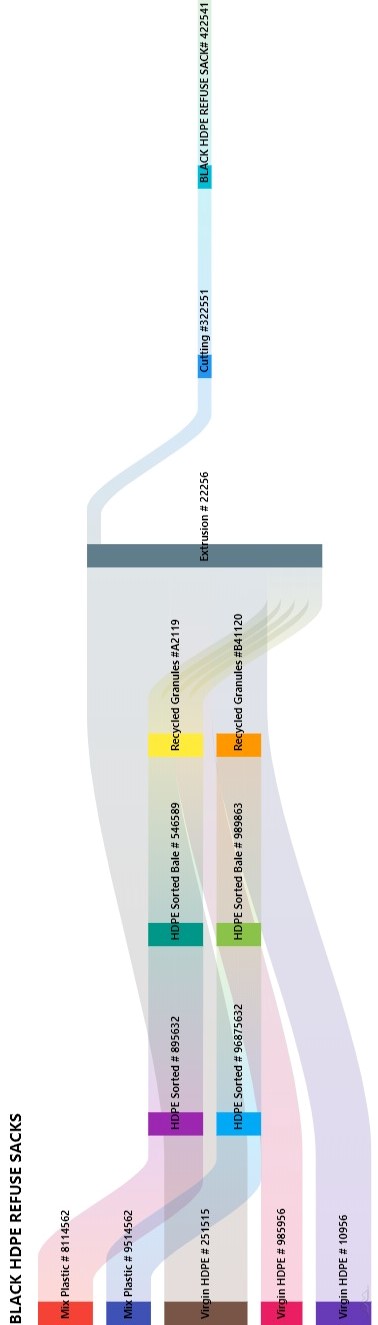 BLACK HDPE REFUSE SACKS
Mix Plastic # 8114562
Mix Plastic # 9514562
Virgin HDPE # 251515
Virgin HDPE # 985956
Virgin HDPE # 10956
HDPE Sorted # 895632
HDPE Sorted # 96875632
HDPE Sorted Bale # 546589
HDPE Sorted Bale # 989863
Recycled Granules #A2119
Recycled Granules #B41120
Extrusion # 22256
Cutting #322551
BLACK HDPE REFUSE SACK# 422541